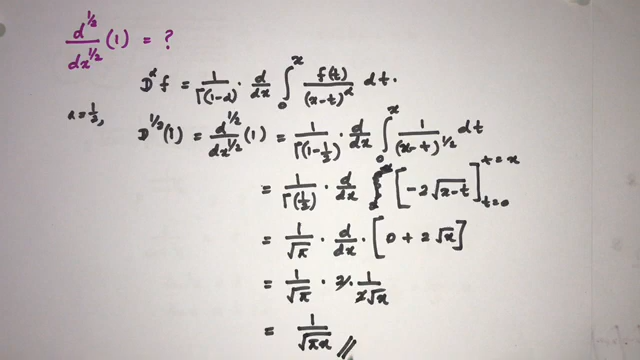 d^{1/2}/dx^{1/2} (1) = ?
D^α f = 1/Γ(1-α) · d/dx ∫_0^x f(t)/(x-t)^α dt.
α = 1/2, D^{1/2}(1) = d^{1/2}/dx^{1/2} (1) = 1/Γ(1-1/2) · d/dx ∫_0^x 1/(x-t)^{1/2} dt
= 1/Γ(1/2) · d/dx [-2√(x-t)]_{t=0}^{t=x}
= 1/√π · d/dx · [0 + 2√x]
= 1/√π · 2 · 1/2√x
= 1/√(πx) //